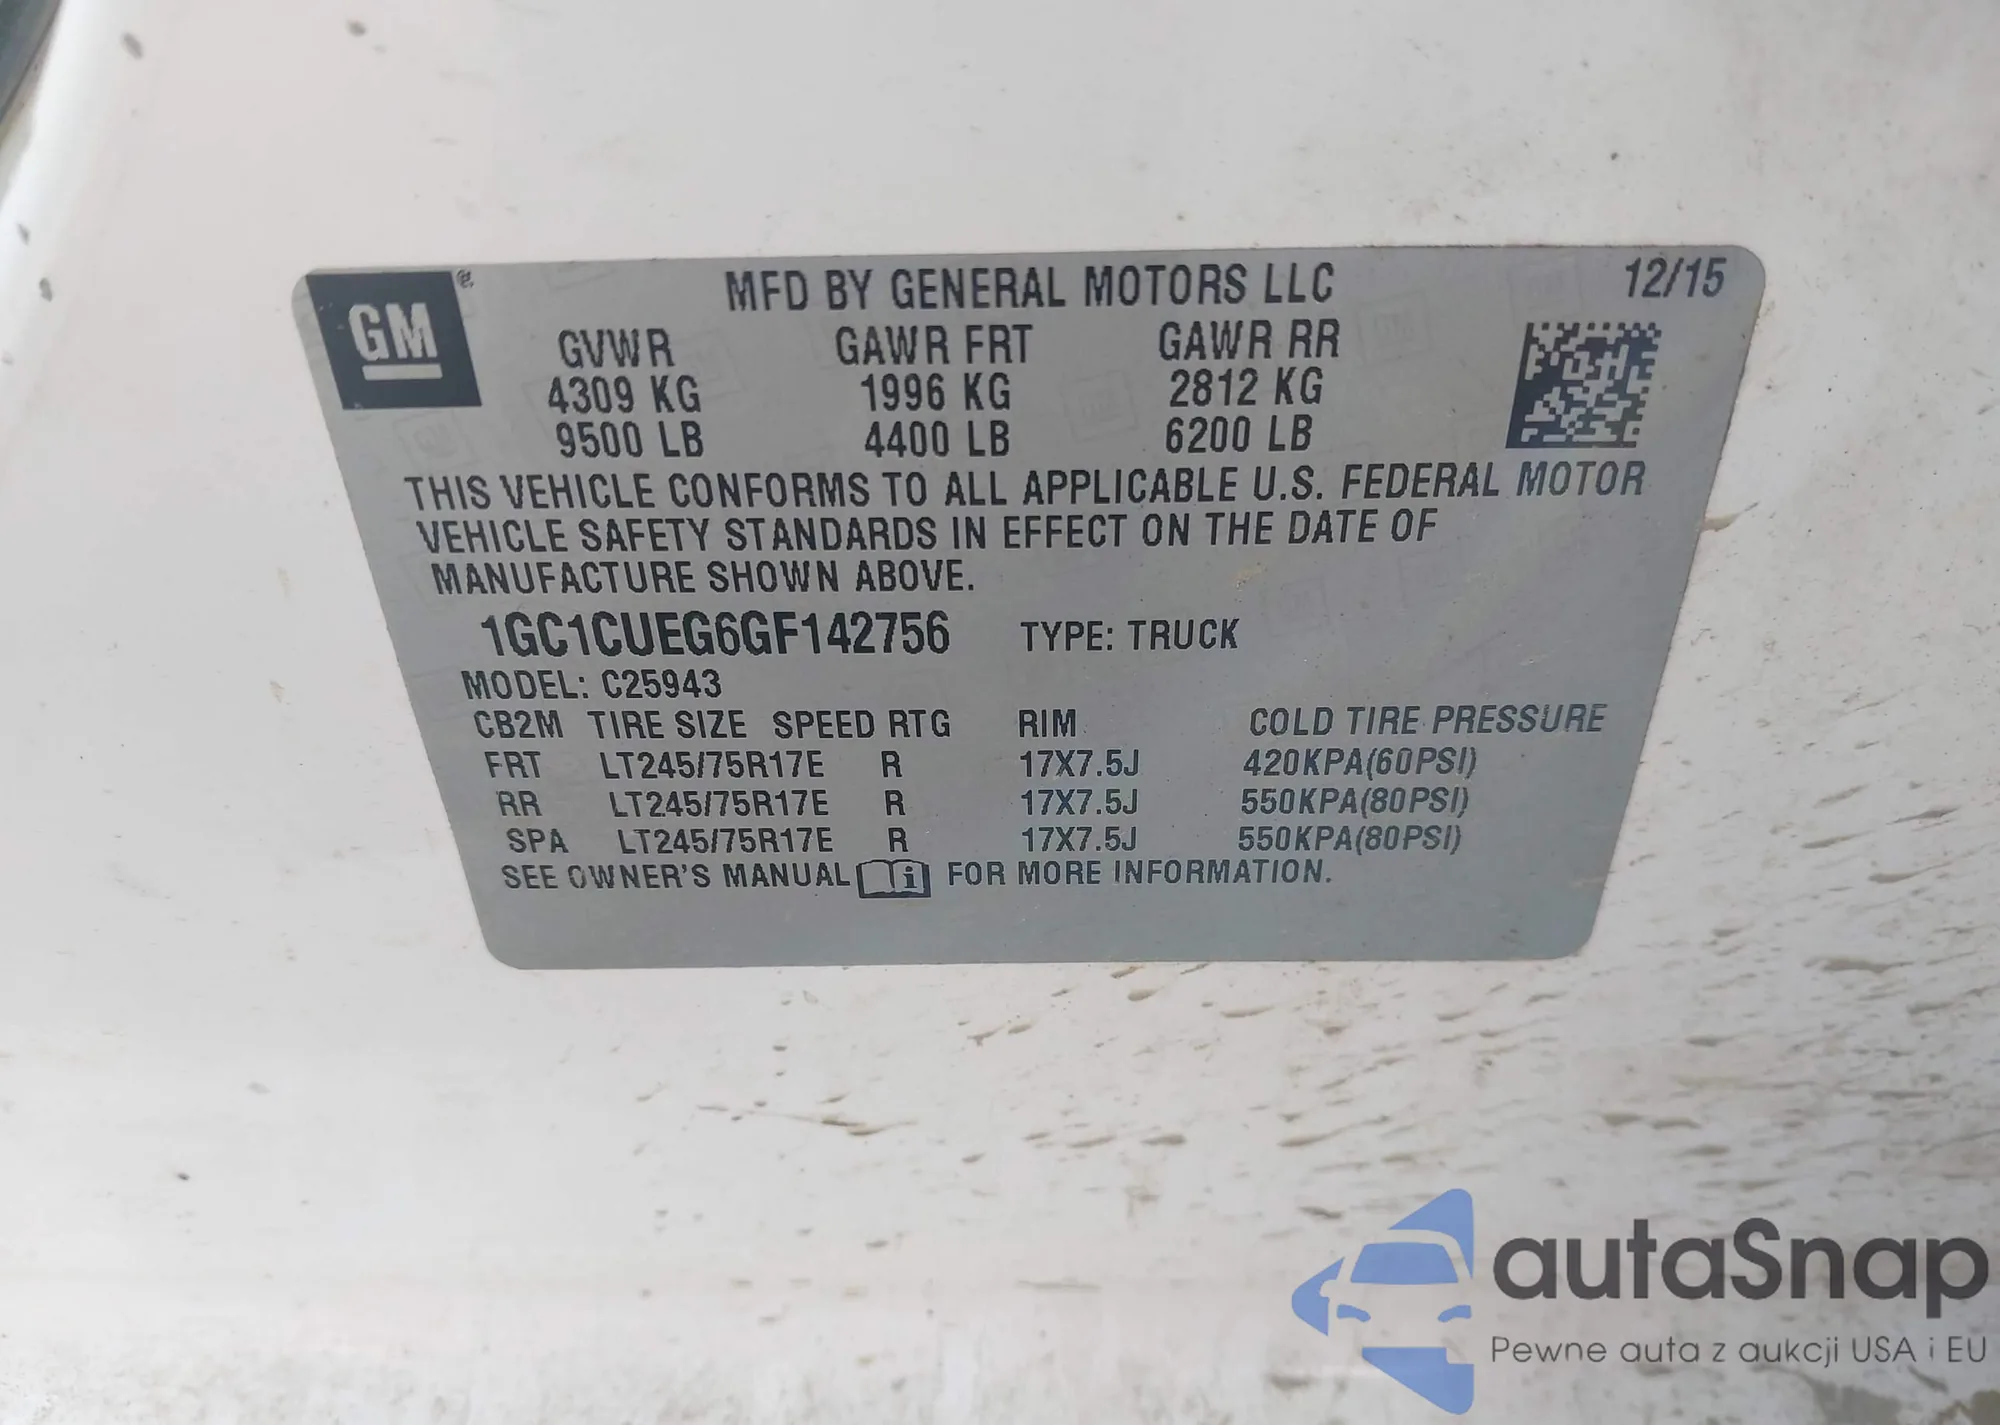 GM
MFD BY GENERAL MOTORS LLC 12/15
GVWR GAWR FRT GAWR RR
4309 KG 1996 KG 2812 KG
9500 LB 4400 LB 6200 LB
THIS VEHICLE CONFORMS TO ALL APPLICABLE U.S. FEDERAL MOTOR
VEHICLE SAFETY STANDARDS IN EFFECT ON THE DATE OF
MANUFACTURE SHOWN ABOVE.
1GC1CUEG6GF142756 TYPE: TRUCK
MODEL: C25943
CB2M TIRE SIZE SPEED RTG RIM COLD TIRE PRESSURE
FRT LT245/75R17E R 17X7.5J 420KPA(60PSI)
RR LT245/75R17E R 17X7.5J 550KPA(80PSI)
SPA LT245/75R17E R 17X7.5J 550KPA(80PSI)
SEE OWNER'S MANUAL i FOR MORE INFORMATION.
autaSnap
Pewne auta z aukcji USA i EU